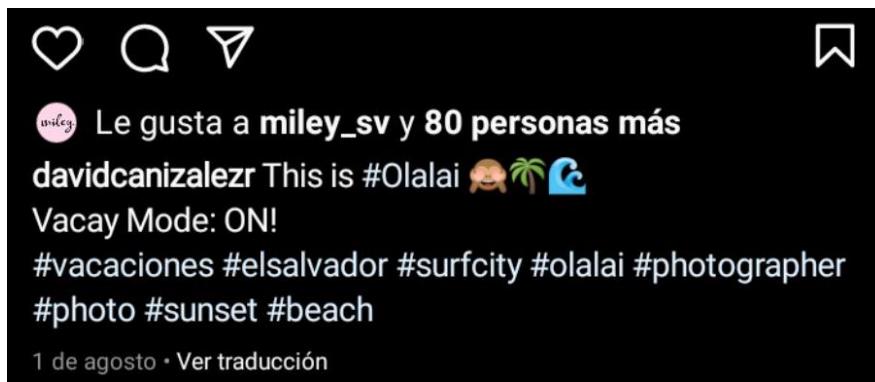 miley.
Le gusta a miley_sv y 80 personas más
davidcanizalezr This is #Olalai 🙈🌴🌊
Vacay Mode: ON!
#vacaciones #elsalvador #surfcity #olalai #photographer
#photo #sunset #beach
1 de agosto • Ver traducción